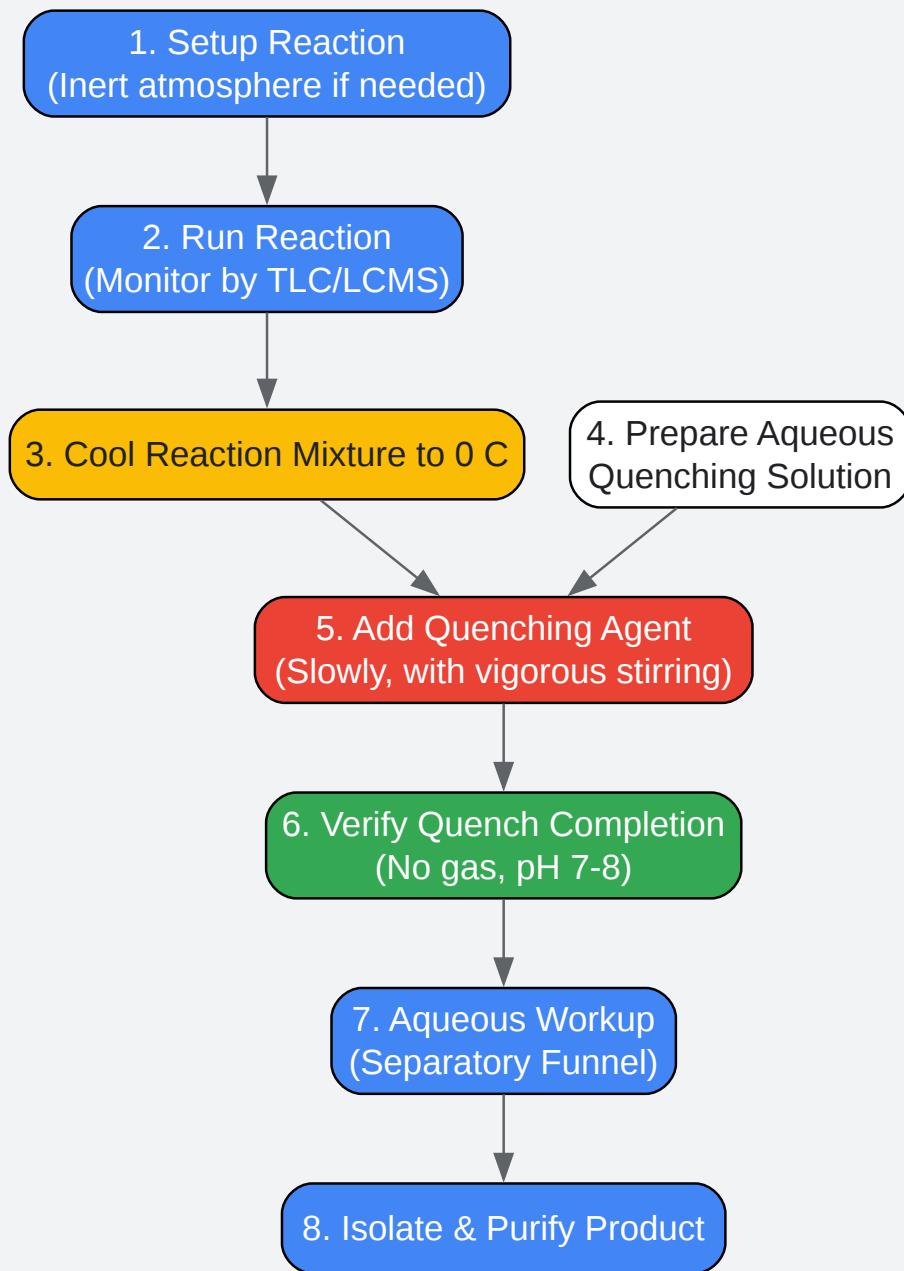 1. Setup Reaction
(Inert atmosphere if needed)
2. Run Reaction
(Monitor by TLC/LCMS)
3. Cool Reaction Mixture to 0 C
4. Prepare Aqueous
Quenching Solution
5. Add Quenching Agent
(Slowly, with vigorous stirring)
6. Verify Quench Completion
(No gas, pH 7-8)
7. Aqueous Workup
(Separatory Funnel)
8. Isolate & Purify Product